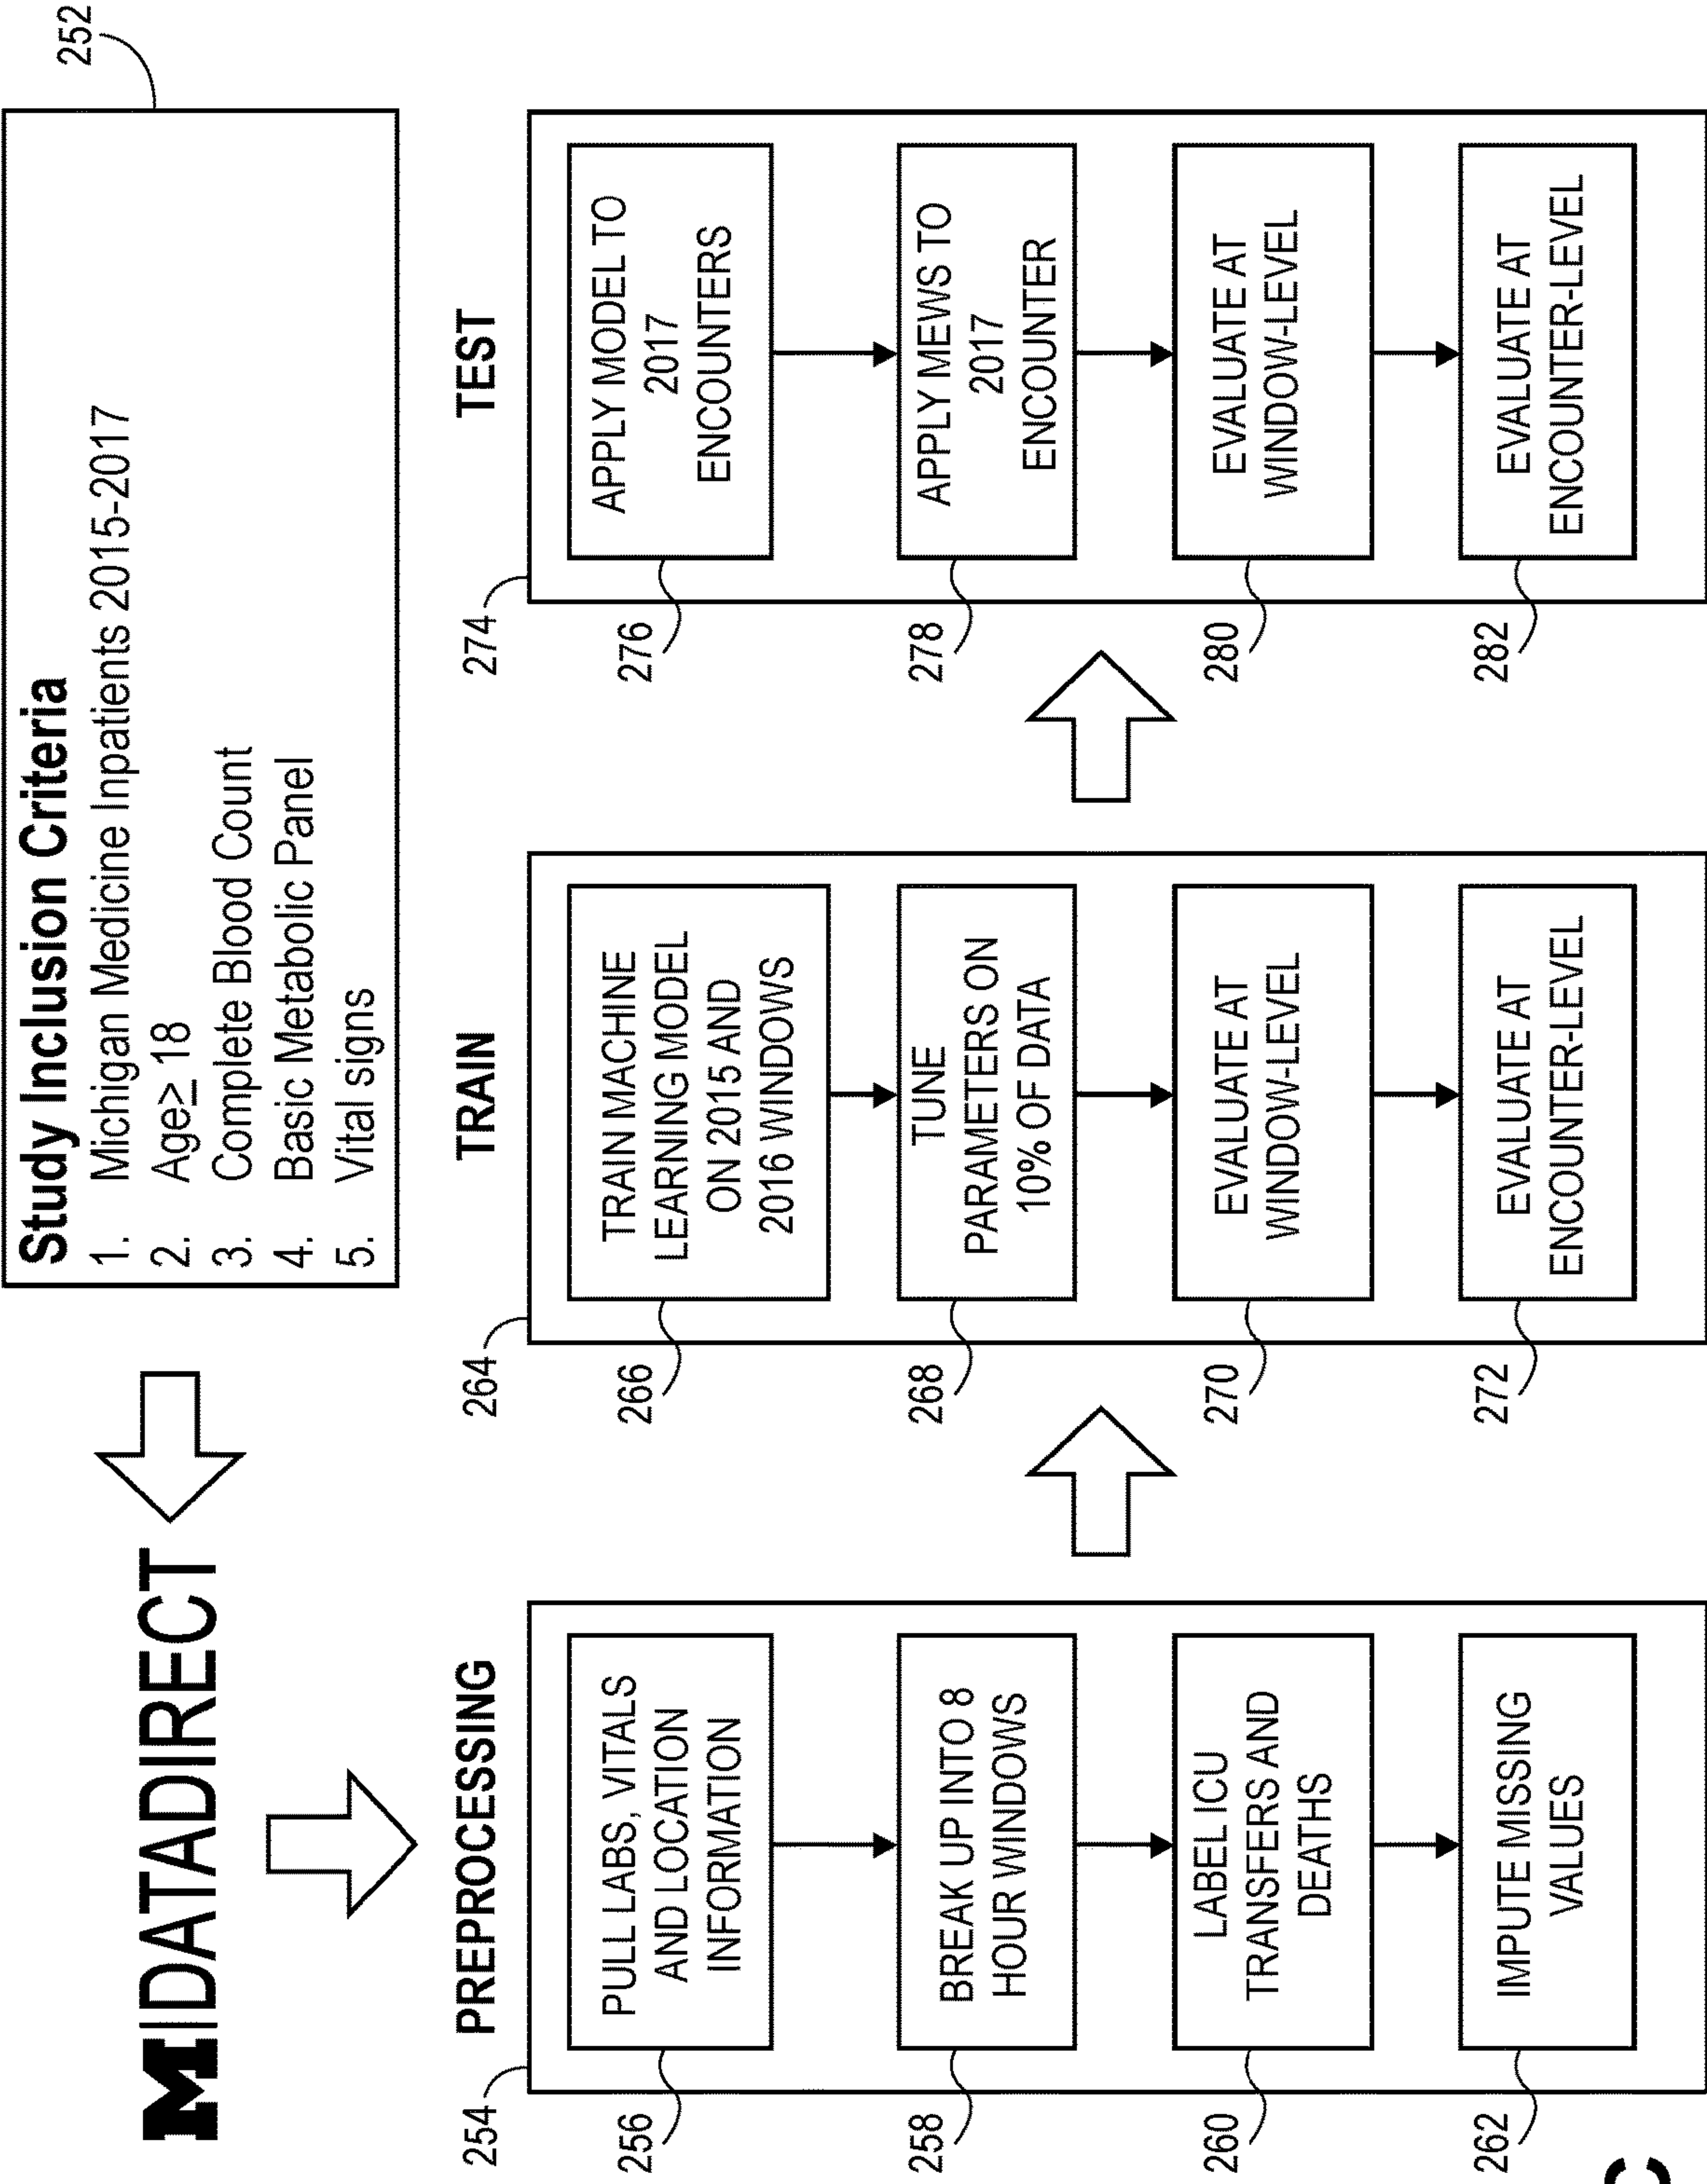 M|DATADIRECT
Study Inclusion Criteria
1. Michigan Medicine Inpatients 2015-2017
2. Age≥ 18
3. Complete Blood Count
4. Basic Metabolic Panel
5. Vital signs
252
PREPROCESSING
254
256
PULL LABS, VITALS
AND LOCATION
INFORMATION
258
BREAK UP INTO 8
HOUR WINDOWS
260
LABEL ICU
TRANSFERS AND
DEATHS
262
IMPUTE MISSING
VALUES
TRAIN
264
266
TRAIN MACHINE
LEARNING MODEL
ON 2015 AND
2016 WINDOWS
268
TUNE
PARAMETERS ON
10% OF DATA
270
EVALUATE AT
WINDOW-LEVEL
272
EVALUATE AT
ENCOUNTER-LEVEL
TEST
274
276
APPLY MODEL TO
2017
ENCOUNTERS
278
APPLY MEWS TO
2017
ENCOUNTER
280
EVALUATE AT
WINDOW-LEVEL
282
EVALUATE AT
ENCOUNTER-LEVEL